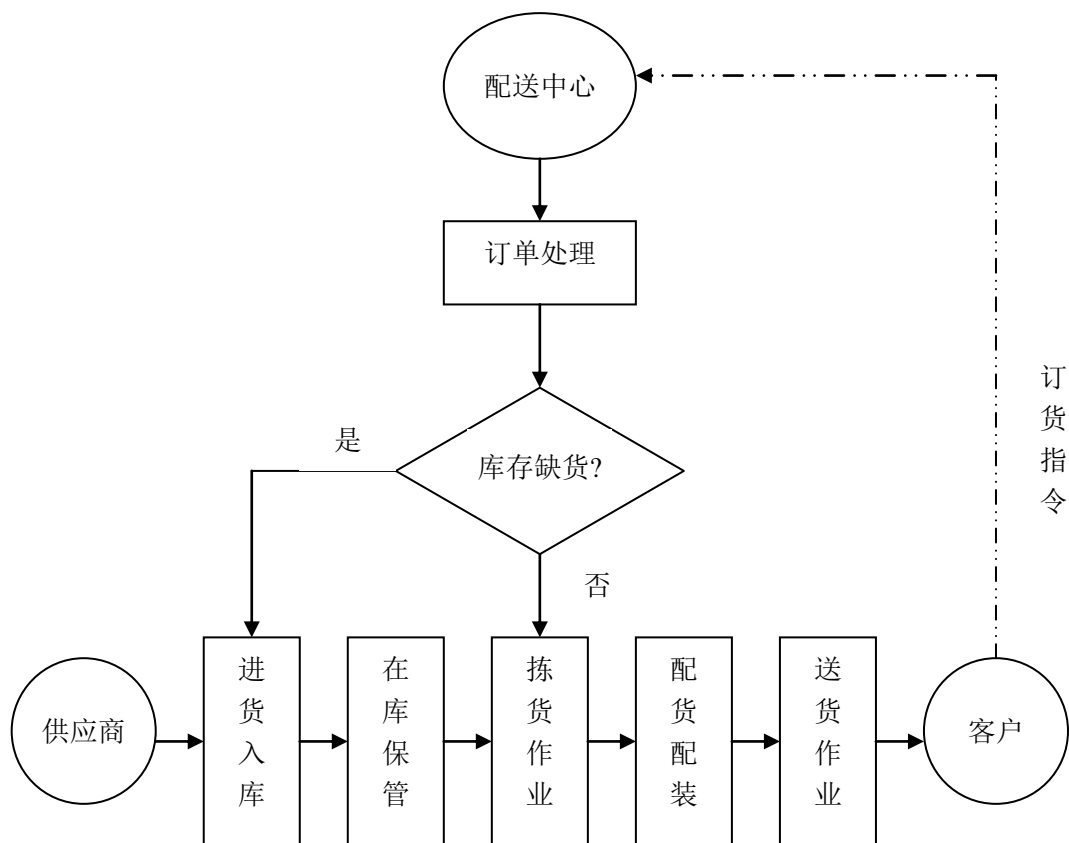 配送中心
订单处理
订货指令
是
库存缺货?
否
供应商
进货入库
在库保管
拣货作业
配货配装
送货作业
客户